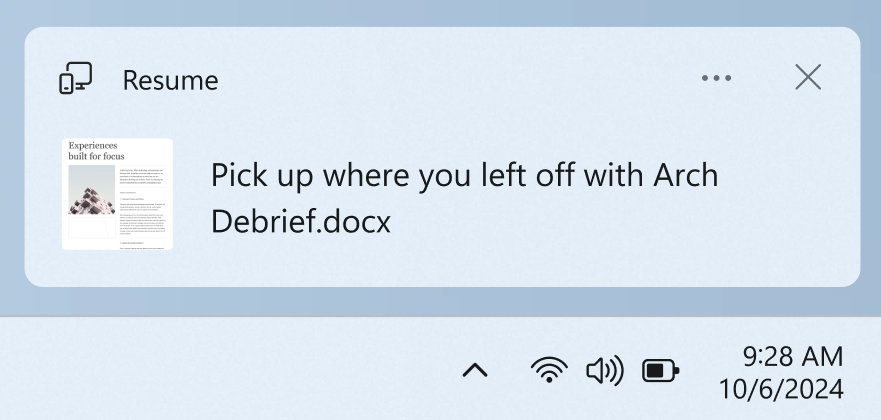 Resume
Experiences
built for focus
Pick up where you left off with Arch
Debrief.docx
9:28 AM
10/6/2024